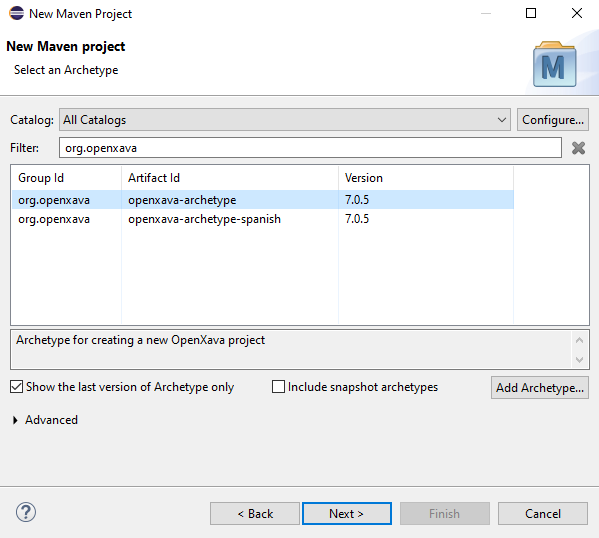 New Maven Project
New Maven project
Select an Archetype
M
Catalog: All Catalogs Configure...
Filter: org.openxava
Group Id Artifact Id Version
org.openxava openxava-archetype 7.0.5
org.openxava openxava-archetype-spanish 7.0.5
Archetype for creating a new OpenXava project
Show the last version of Archetype only Include snapshot archetypes Add Archetype...
Advanced
? < Back Next > Finish Cancel